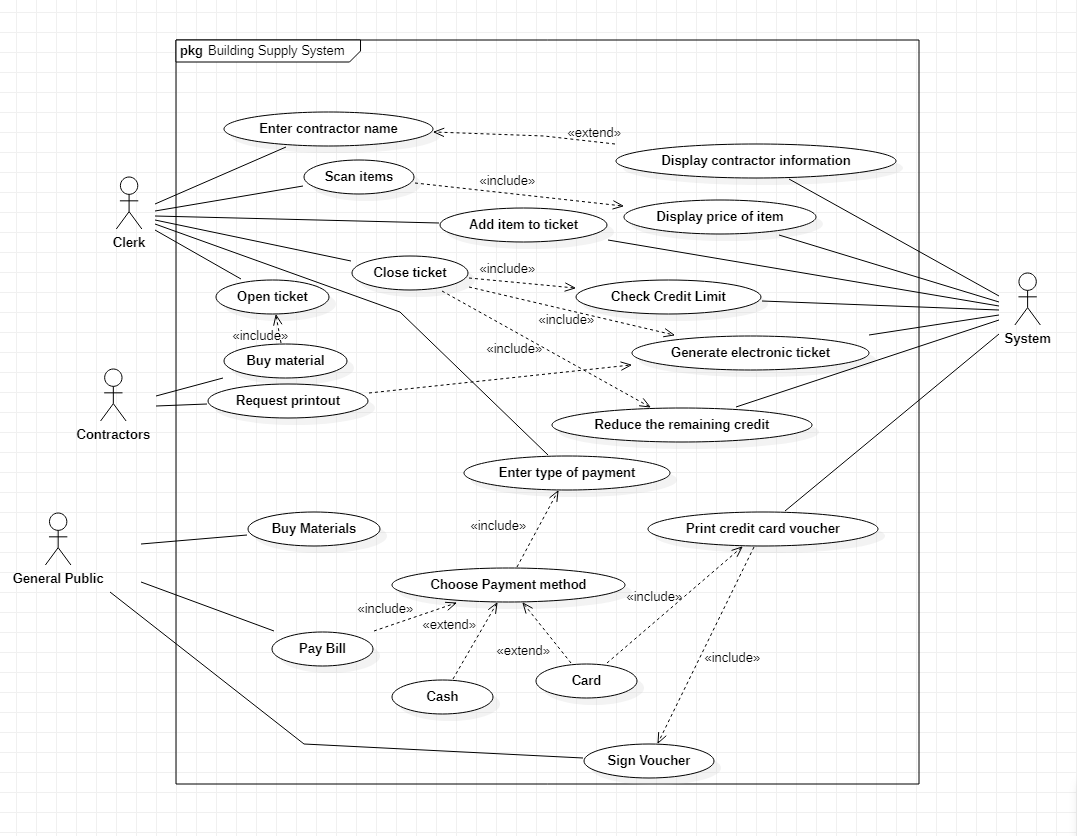 pkg Building Supply System
Enter contractor name
«extend»
Display contractor information
Scan items
«include»
Display price of item
Add item to ticket
Clerk
Close ticket
«include»
Open ticket
Check Credit Limit
«include»
System
«include»
Buy material
«include»
Generate electronic ticket
Request printout
Contractors
Reduce the remaining credit
Enter type of payment
«include»
Buy Materials
Print credit card voucher
General Public
Choose Payment method
«include»
«include»
«extend»
Pay Bill
«extend»
«include»
Cash
Card
Sign Voucher